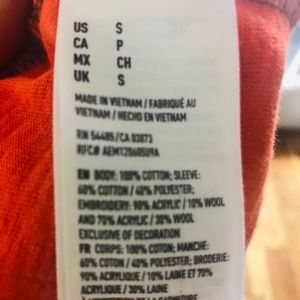 US S
CA P
MX CH
UK S
MADE IN VIETNAM / FABRIQUÉ AU
VIETNAM / HECHO EN VIETNAM
RN 54485/CA 03873
RFC# AEM120605U9A
EN BODY: 100% COTTON; SLEEVE:
60% COTTON / 40% POLYESTER;
EMBROIDERY: 90% ACRYLIC / 10% WOOL
AND 70% ACRYLIC / 30% WOOL
EXCLUSIVE OF DECORATION
FR CORPS: 100% COTON; MANCHE:
60% COTON / 40% POLYESTER; BRODERIE:
90% ACRYLIQUE / 10% LAINE ET 70%
ACRYLIQUE / 30% LAINE